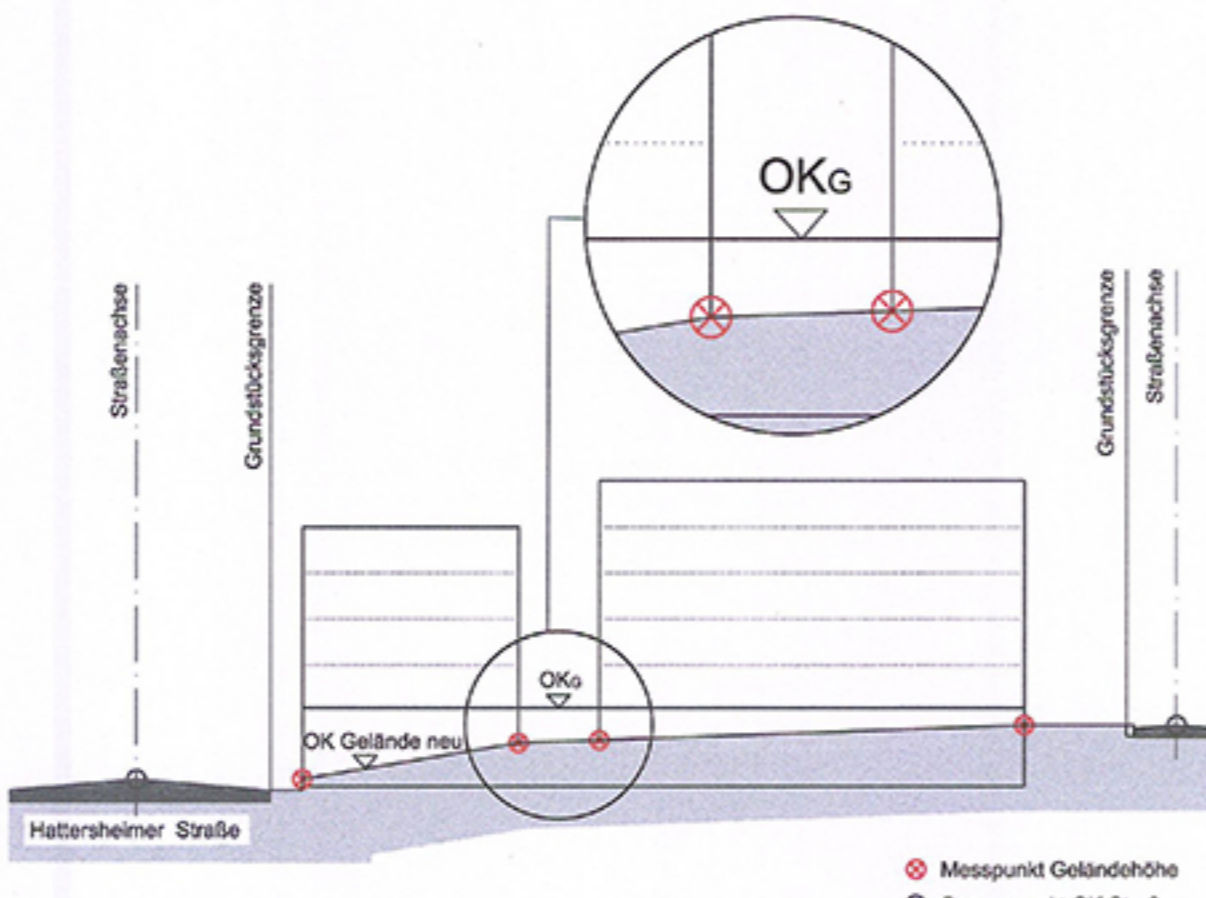 OKG
Straßenachse
Grundstücksgrenze
Grundstücksgrenze
Straßenachse
OKG
OK Gelände neu
Hattersheimer Straße
Messpunkt Geländehöhe